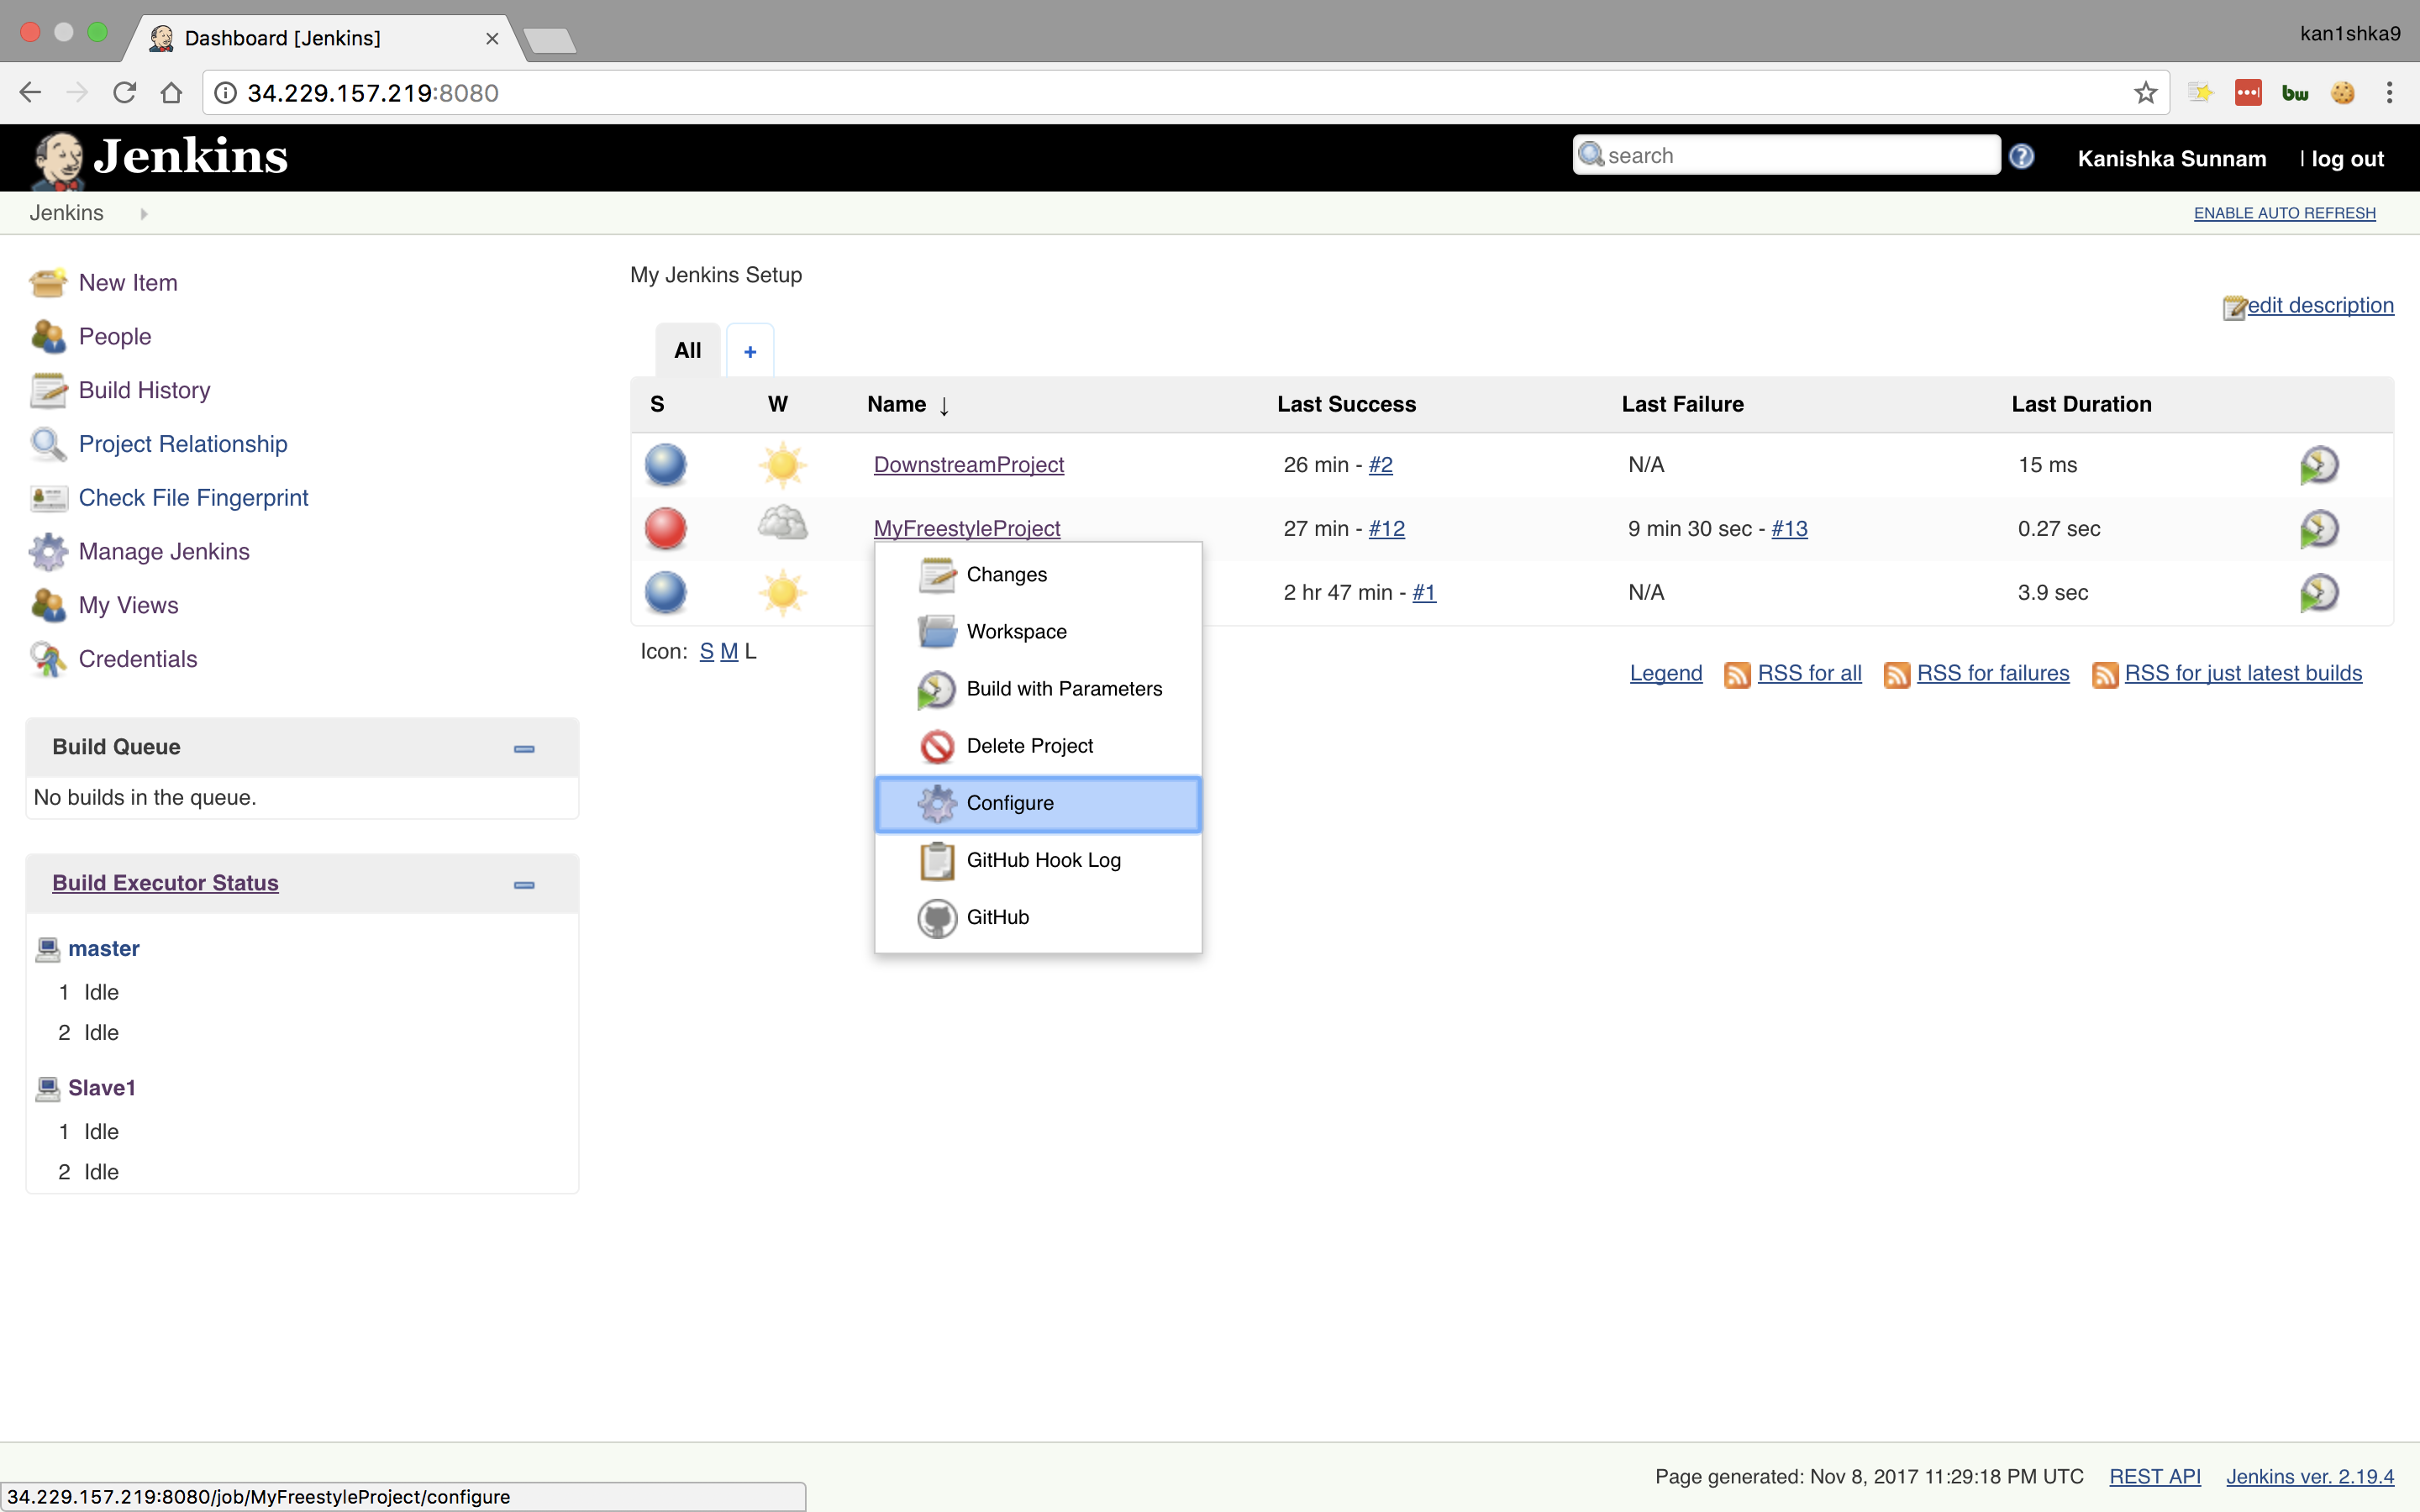 Dashboard [Jenkins]
kan1shka9
34.229.157.219:8080
bw
Jenkins
search
Kanishka Sunnam
| log out
Jenkins
ENABLE AUTO REFRESH
New Item
People
Build History
Project Relationship
Check File Fingerprint
Manage Jenkins
My Views
Credentials
Build Queue
No builds in the queue.
Build Executor Status
master
1 Idle
2 Idle
Slave1
1 Idle
2 Idle
My Jenkins Setup
edit description
All +
S W Name ↓ Last Success Last Failure Last Duration
DownstreamProject 26 min - #2 N/A 15 ms
MyFreestyleProject 27 min - #12 9 min 30 sec - #13 0.27 sec
2 hr 47 min - #1 N/A 3.9 sec
Changes
Workspace
Build with Parameters
Delete Project
Configure
GitHub Hook Log
GitHub
Icon: S M L
Legend RSS for all RSS for failures RSS for just latest builds
Page generated: Nov 8, 2017 11:29:18 PM UTC REST API Jenkins ver. 2.19.4
34.229.157.219:8080/job/MyFreestyleProject/configure